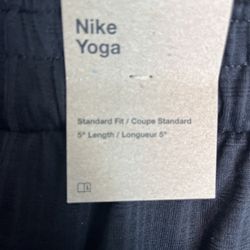 Nike
Yoga
Standard Fit / Coupe Standard
5" Length / Longueur 5"